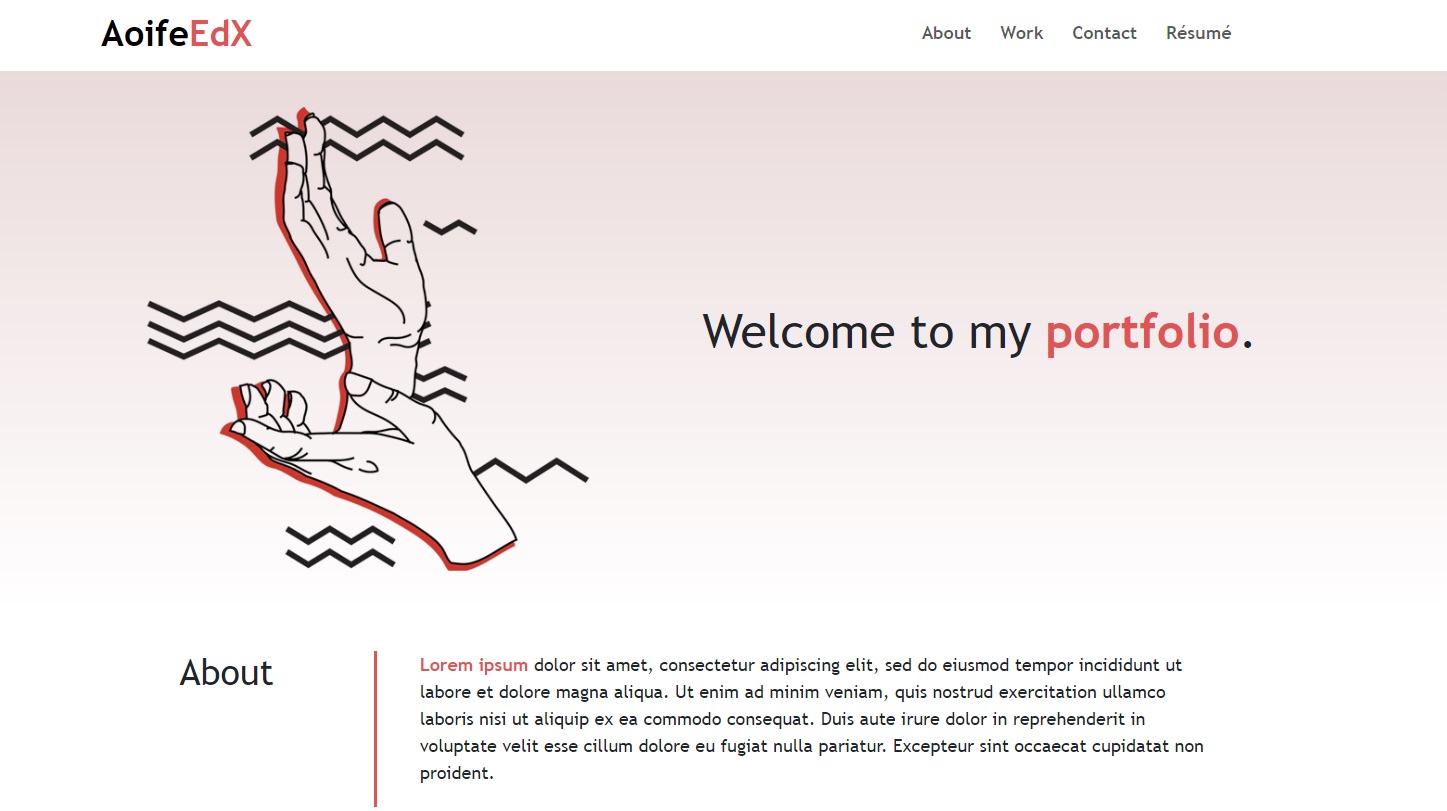 AoifeEdX
About Work Contact Résumé
Welcome to my portfolio.
About
Lorem ipsum dolor sit amet, consectetur adipiscing elit, sed do eiusmod tempor incididunt ut
labore et dolore magna aliqua. Ut enim ad minim veniam, quis nostrud exercitation ullamco
laboris nisi ut aliquip ex ea commodo consequat. Duis aute irure dolor in reprehenderit in
voluptate velit esse cillum dolore eu fugiat nulla pariatur. Excepteur sint occaecat cupidatat non
proident.